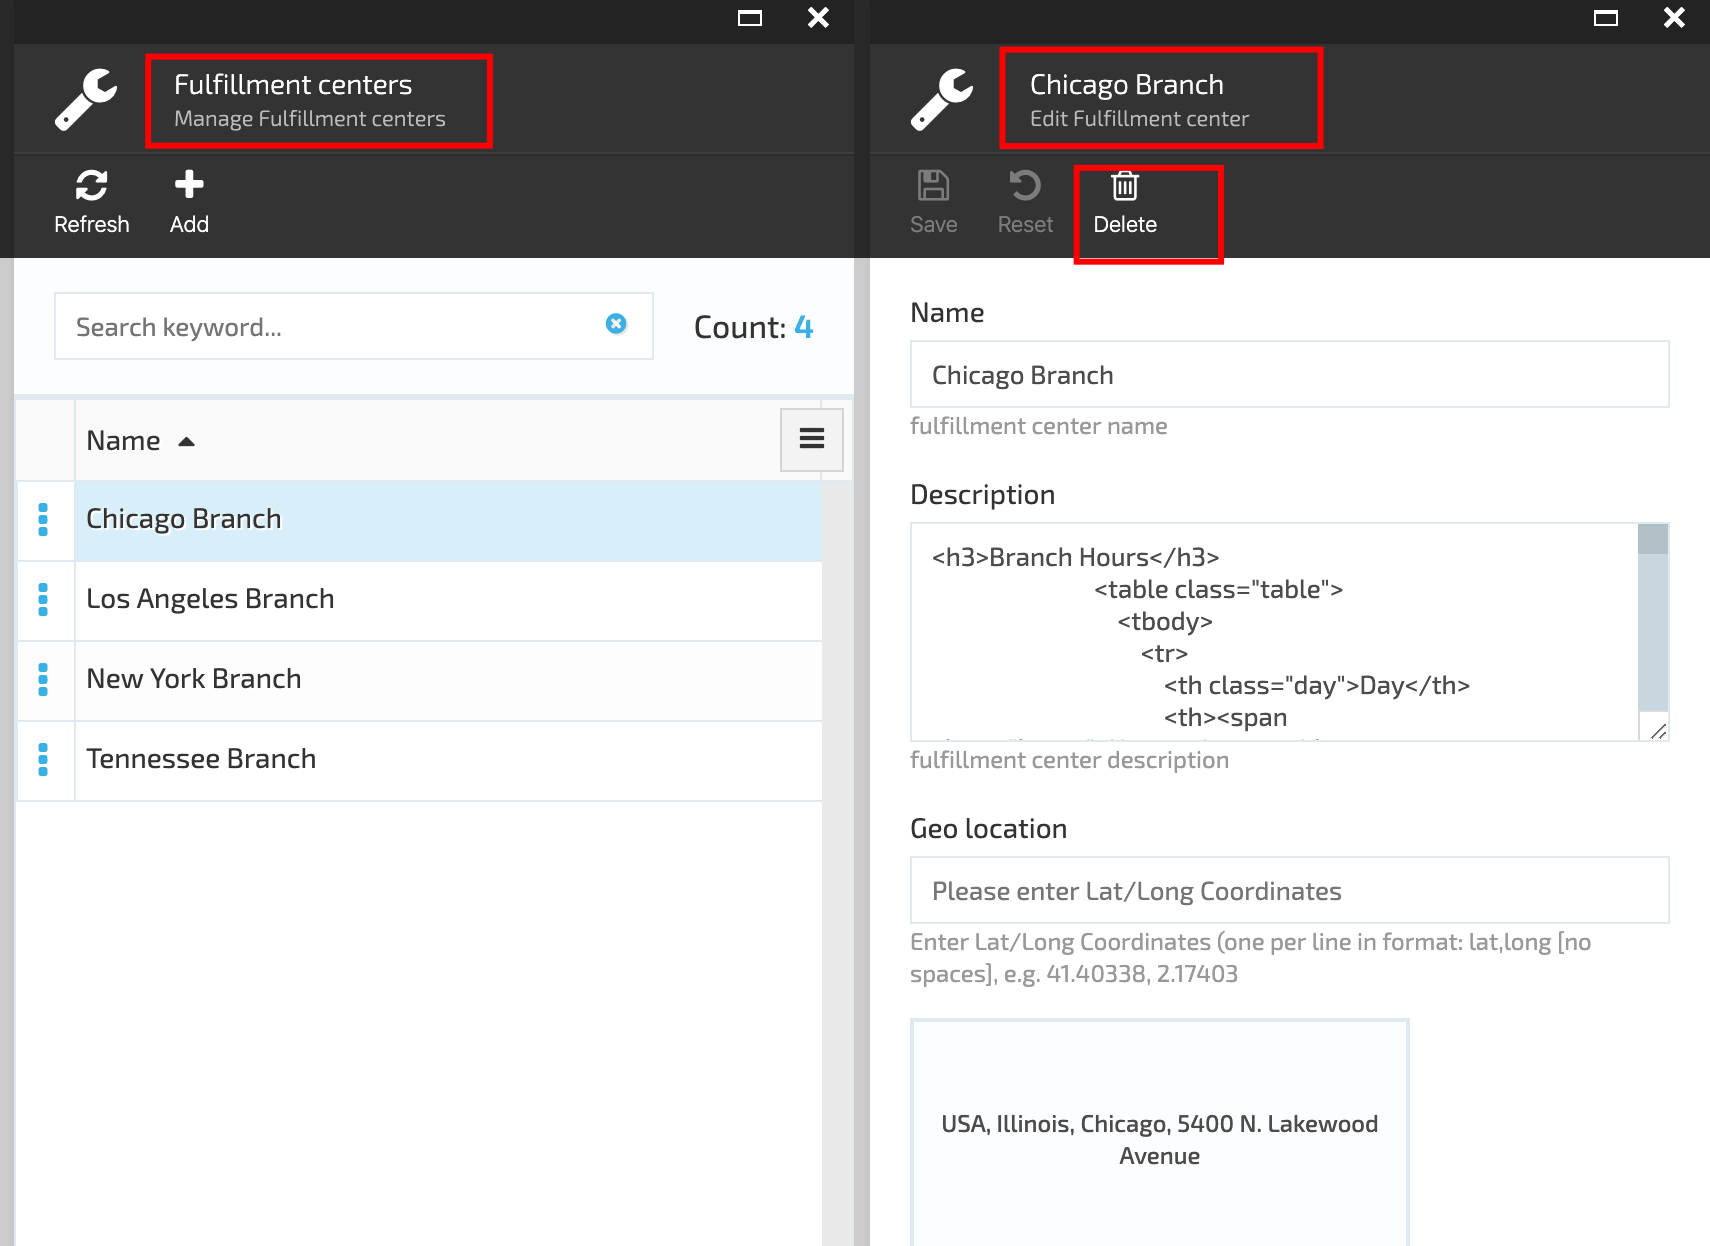 Fulfillment centers
Manage Fulfillment centers
Refresh
Add
Search keyword...
Count: 4
Name
Chicago Branch
Los Angeles Branch
New York Branch
Tennessee Branch
Chicago Branch
Edit Fulfillment center
Save
Reset
Delete
Name
Chicago Branch
fulfillment center name
Description
<h3>Branch Hours</h3>
<table class="table">
<tbody>
<tr>
<th class="day">Day</th>
<th><span
fulfillment center description
Geo location
Please enter Lat/Long Coordinates
Enter Lat/Long Coordinates (one per line in format: lat,long [no
spaces], e.g. 41.40338, 2.17403
USA, Illinois, Chicago, 5400 N. Lakewood
Avenue